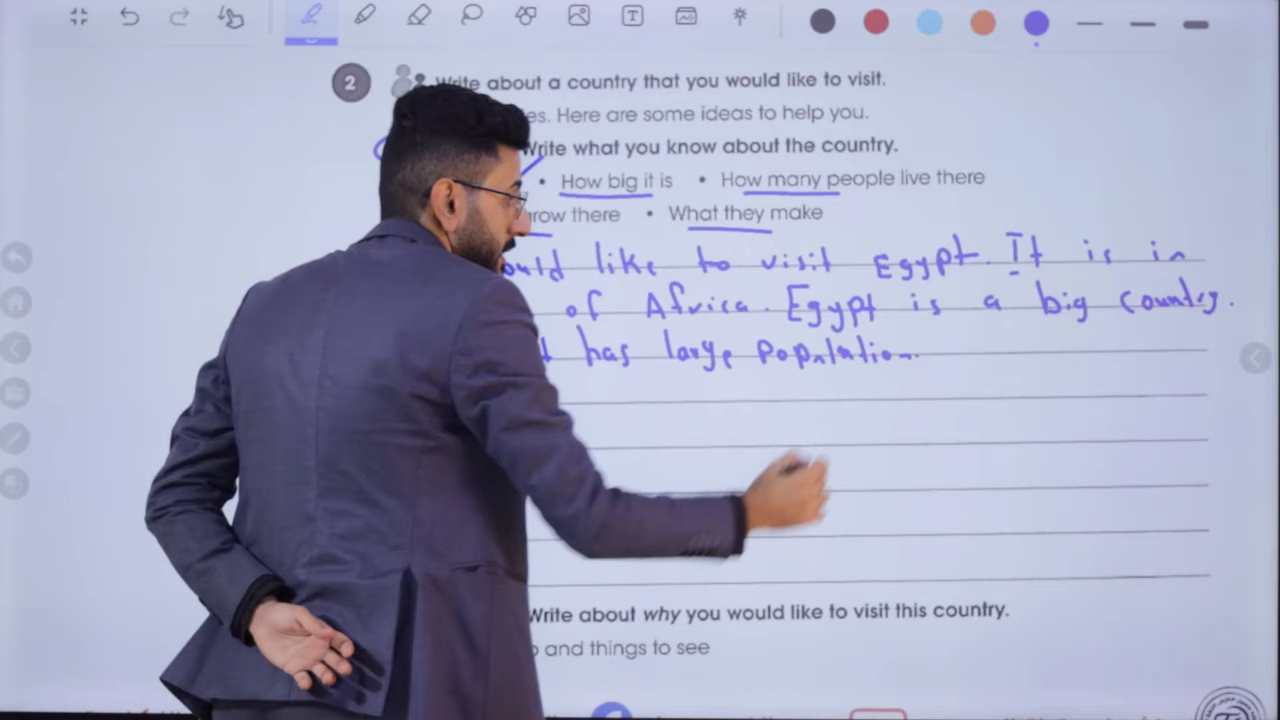 2 Write about a country that you would like to visit.
es. Here are some ideas to help you.
Write what you know about the country.
• How big it is • How many people live there
row there • What they make
ould like to visit Egypt. It is in
of Africa. Egypt is a big country.
has large population.
Write about why you would like to visit this country.
and things to see